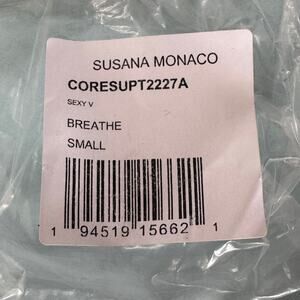 SUSANA MONACO
CORESUPT2227A
SEXY V
BREATHE
SMALL
1 94519 15662 1